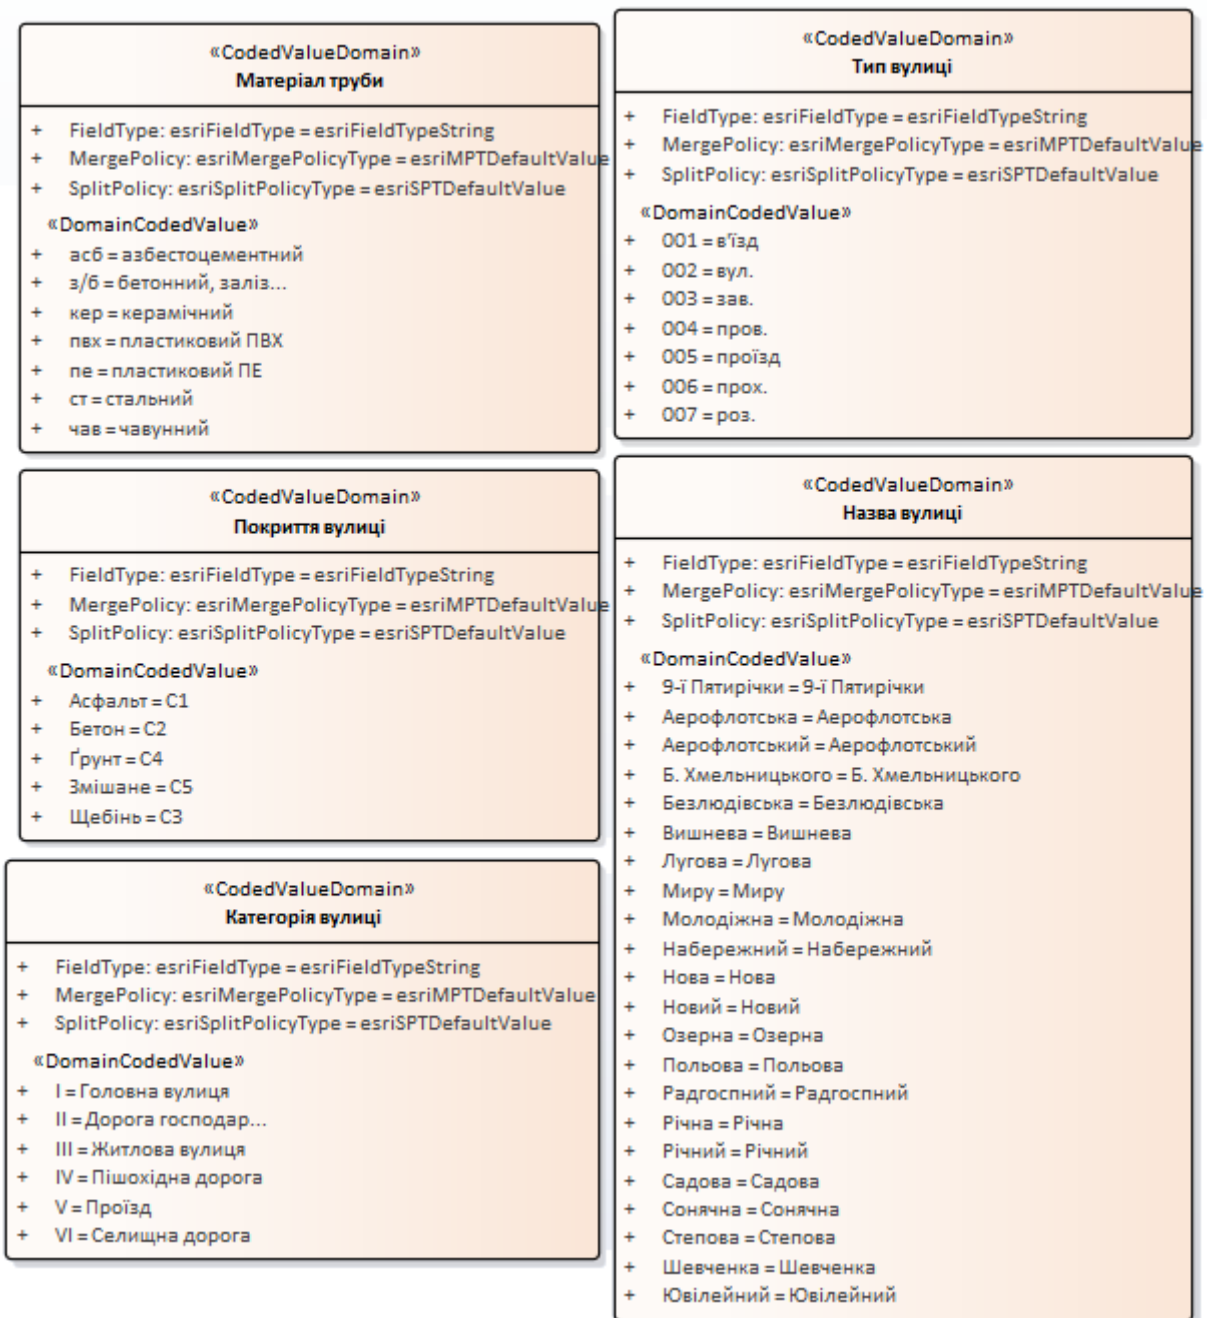 «CodedValueDomain»
Матеріал труби
+ FieldType: esriFieldType = esriFieldTypeString
+ MergePolicy: esriMergePolicyType = esriMPTDefaultValue
+ SplitPolicy: esriSplitPolicyType = esriSPTDefaultValue
«DomainCodedValue»
+ асб = азбестоцементний
+ з/б = бетонний, заліз...
+ кер = керамічний
+ пвх = пластиковий ПВХ
+ пе = пластиковий ПЕ
+ ст = стальний
+ чав = чавунний
«CodedValueDomain»
Покриття вулиці
+ FieldType: esriFieldType = esriFieldTypeString
+ MergePolicy: esriMergePolicyType = esriMPTDefaultValue
+ SplitPolicy: esriSplitPolicyType = esriSPTDefaultValue
«DomainCodedValue»
+ Асфальт = С1
+ Бетон = С2
+ Ґрунт = С4
+ Змішане = С5
+ Щебінь = С3
«CodedValueDomain»
Категорія вулиці
+ FieldType: esriFieldType = esriFieldTypeString
+ MergePolicy: esriMergePolicyType = esriMPTDefaultValue
+ SplitPolicy: esriSplitPolicyType = esriSPTDefaultValue
«DomainCodedValue»
+ I = Головна вулиця
+ II = Дорога господар...
+ III = Житлова вулиця
+ IV = Пішохідна дорога
+ V = Проїзд
+ VI = Селищна дорога
«CodedValueDomain»
Тип вулиці
+ FieldType: esriFieldType = esriFieldTypeString
+ MergePolicy: esriMergePolicyType = esriMPTDefaultValue
+ SplitPolicy: esriSplitPolicyType = esriSPTDefaultValue
«DomainCodedValue»
+ 001 = в'їзд
+ 002 = вул.
+ 003 = зав.
+ 004 = пров.
+ 005 = проїзд
+ 006 = прох.
+ 007 = роз.
«CodedValueDomain»
Назва вулиці
+ FieldType: esriFieldType = esriFieldTypeString
+ MergePolicy: esriMergePolicyType = esriMPTDefaultValue
+ SplitPolicy: esriSplitPolicyType = esriSPTDefaultValue
«DomainCodedValue»
+ 9-ї Пятирічки = 9-ї Пятирічки
+ Аерофлотська = Аерофлотська
+ Аерофлотський = Аерофлотський
+ Б. Хмельницького = Б. Хмельницького
+ Безлюдівська = Безлюдівська
+ Вишнева = Вишнева
+ Лугова = Лугова
+ Миру = Миру
+ Молодіжна = Молодіжна
+ Набережний = Набережний
+ Нова = Нова
+ Новий = Новий
+ Озерна = Озерна
+ Польова = Польова
+ Радгоспний = Радгоспний
+ Річна = Річна
+ Річний = Річний
+ Садова = Садова
+ Сонячна = Сонячна
+ Степова = Степова
+ Шевченка = Шевченка
+ Ювілейний = Ювілейний